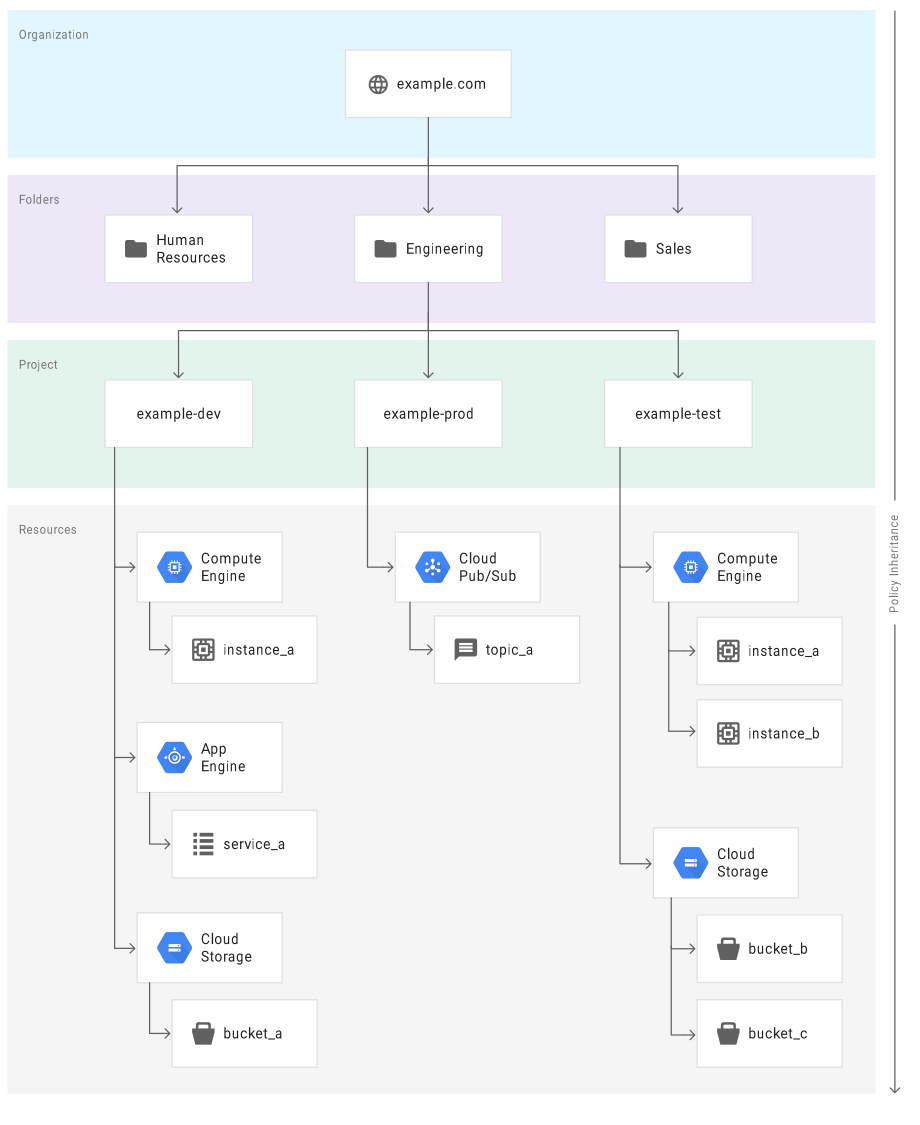 Organization
example.com
Folders
Human
Resources
Engineering
Sales
Project
example-dev
example-prod
example-test
Resources
Compute
Engine
instance_a
App
Engine
service_a
Cloud
Storage
bucket_a
Cloud
Pub/Sub
topic_a
Compute
Engine
instance_a
instance_b
Cloud
Storage
bucket_b
bucket_c
Policy Inheritance